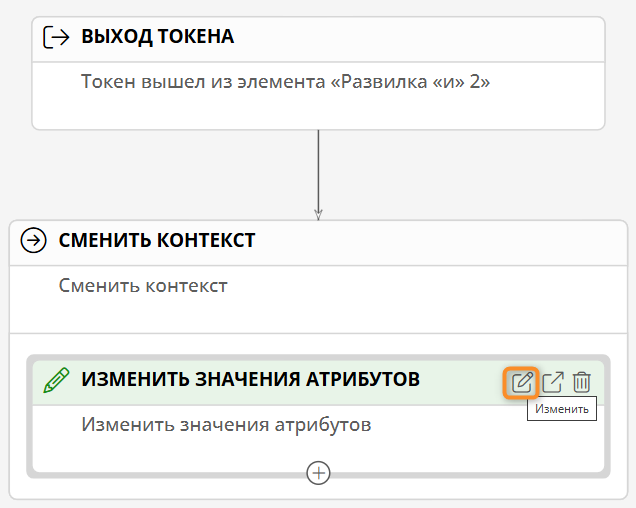 ВЫХОД ТОКЕНА
Токен вышел из элемента «Развилка «и» 2»
СМЕНИТЬ КОНТЕКСТ
Сменить контекст
ИЗМЕНИТЬ ЗНАЧЕНИЯ АТРИБУТОВ
Изменить
Изменить значения атрибутов